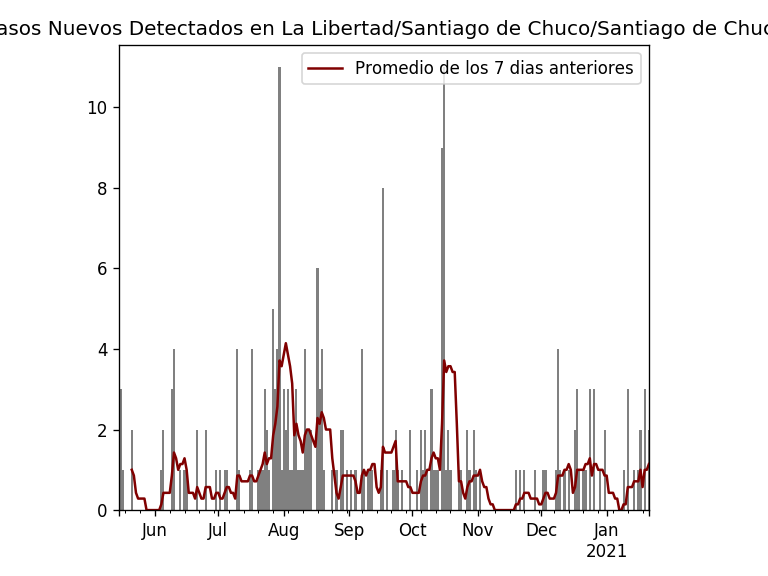 asos Nuevos Detectados en La Libertad/Santiago de Chuco/Santiago de Chuc
Promedio de los 7 dias anteriores
10
8
6
4
2
0
Jun Jul Aug Sep Oct Nov Dec Jan
2021